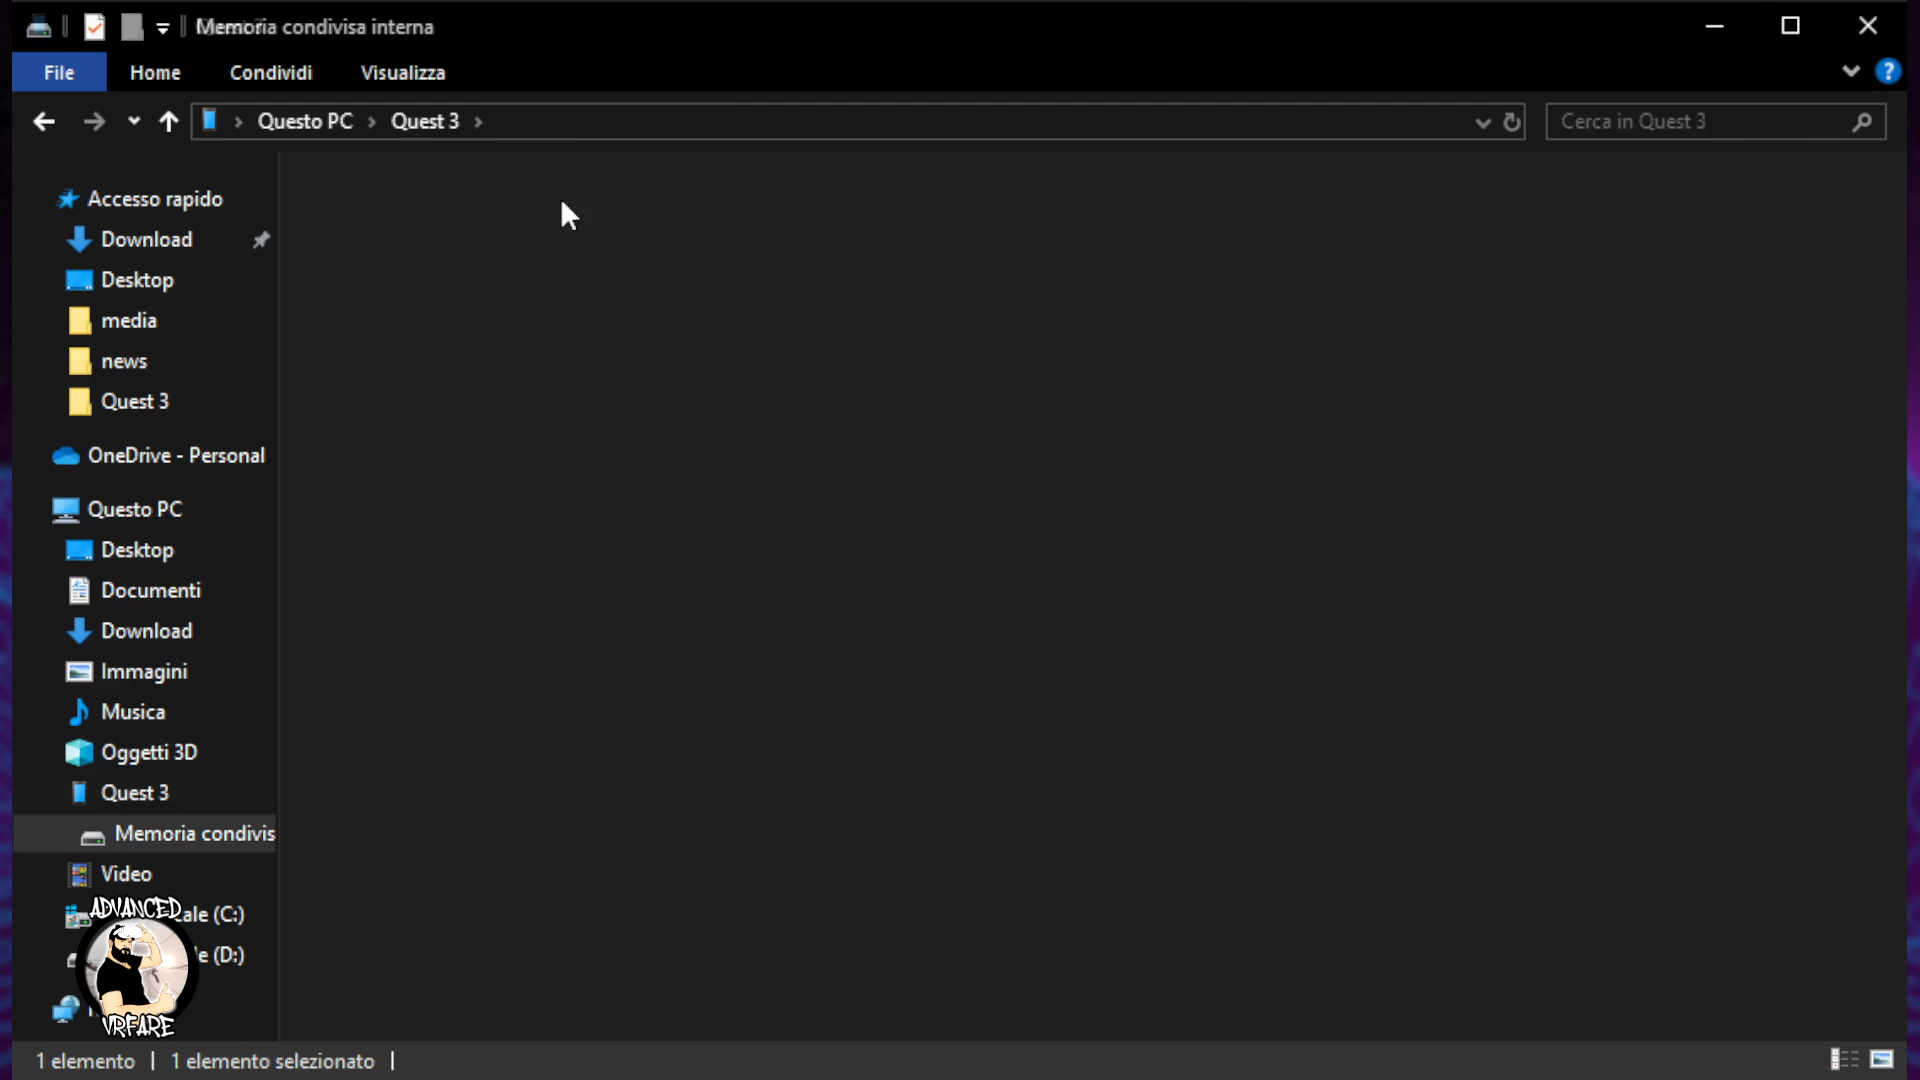 Memoria condivisa interna
File Home Condividi Visualizza
Questo PC Quest 3
Cerca in Quest 3
Accesso rapido
Download
Desktop
media
news
Quest 3
OneDrive - Personal
Questo PC
Desktop
Documenti
Download
Immagini
Musica
Oggetti 3D
Quest 3
Memoria condivis
Video
ale (C:)
e (D:)
ADVANCED
VRFARE
1 elemento 1 elemento selezionato